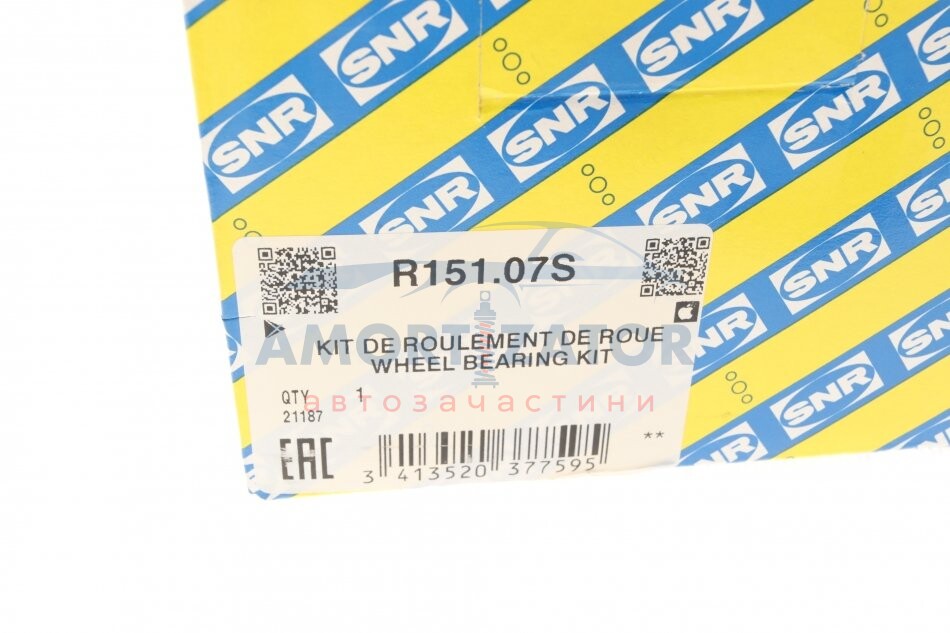 SNR
SNR
SNR
SNR
SNR
SNR
SNR
SNR
SNR
SNR
SNR
SNR
R151.07S
AMORTIZATOR
KIT DE ROULEMENT DE ROUE
WHEEL BEARING KIT
QTY 1
автозачастини
21187
EAC
**
3 413520 377595